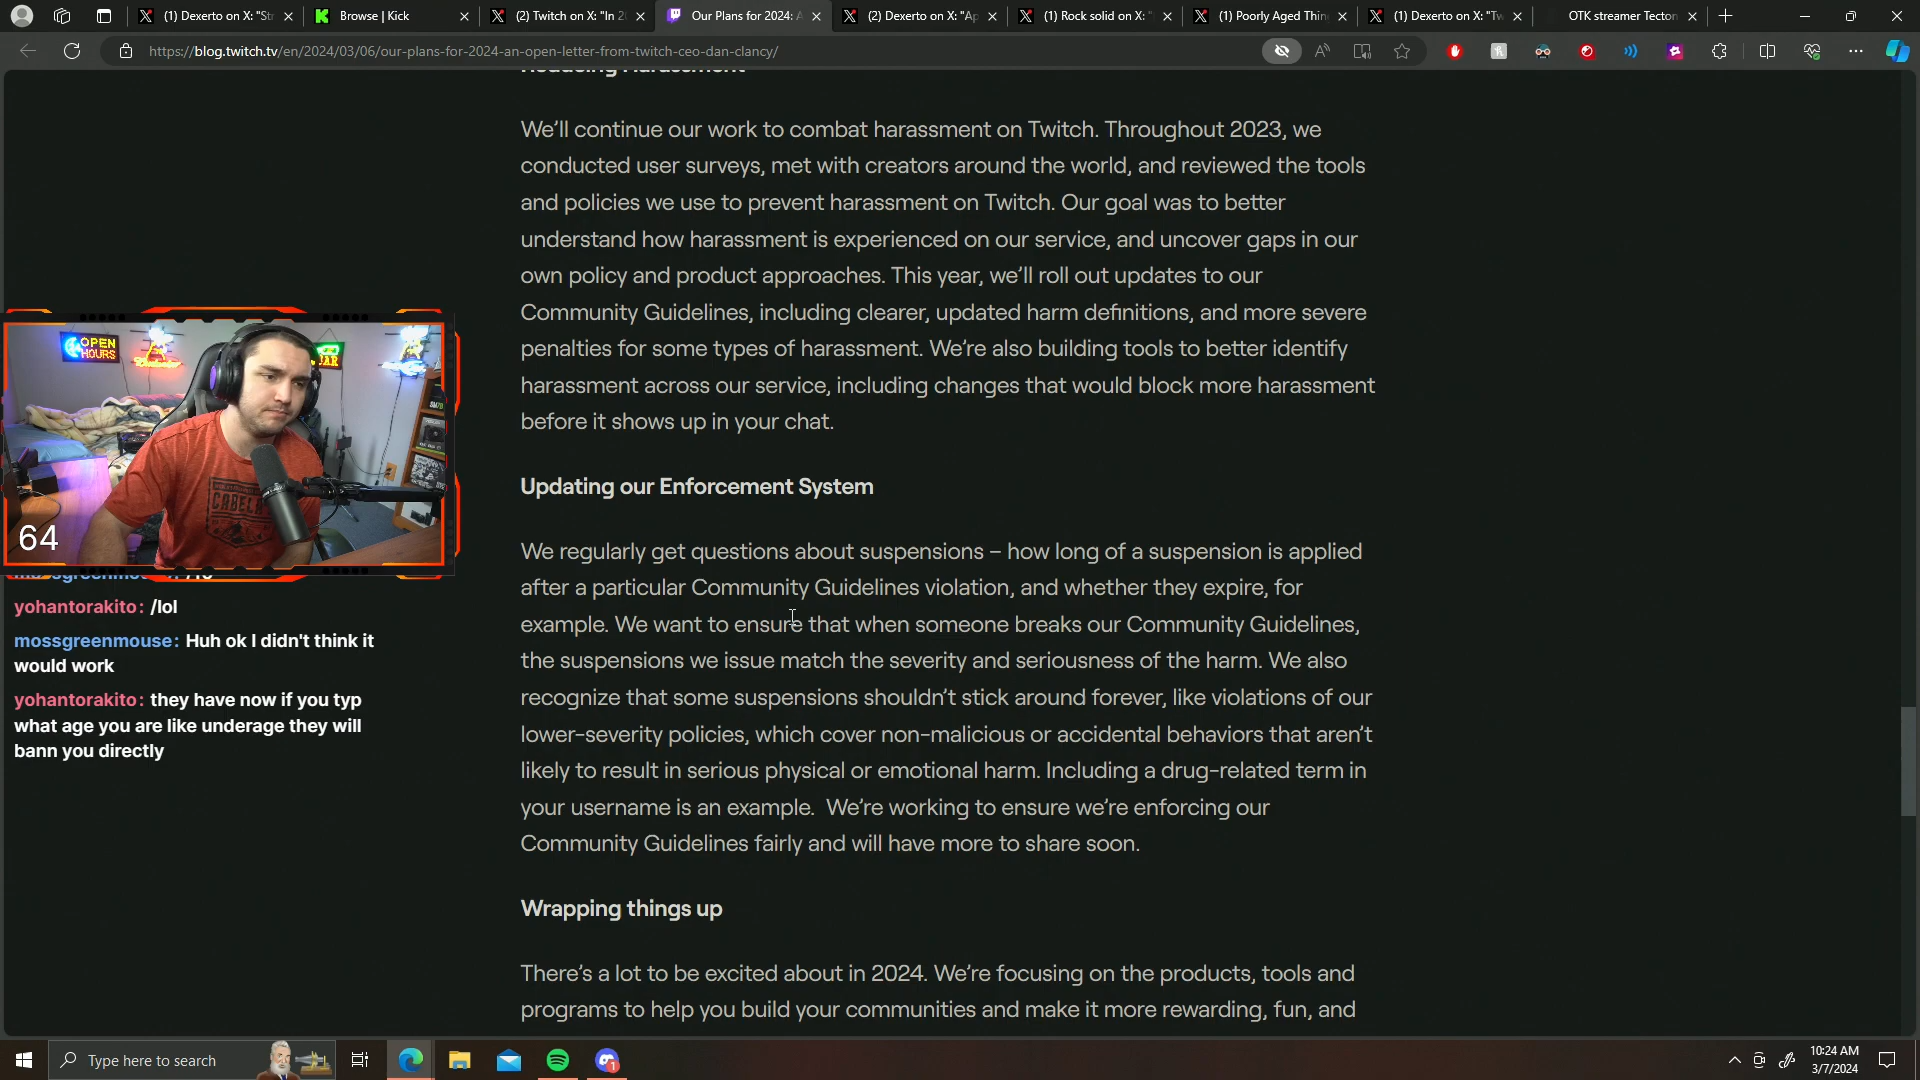 (1) Dexerto on X: "Str
Browse | Kick
(2) Twitch on X: "In 2
Our Plans for 2024: A
(2) Dexerto on X: "Ap
(1) Rock solid on X: "
(1) Poorly Aged Thin
(1) Dexerto on X: "Tw
OTK streamer Tecton
https://blog.twitch.tv/en/2024/03/06/our-plans-for-2024-an-open-letter-from-twitch-ceo-dan-clancy/
Reducing Harassment
We'll continue our work to combat harassment on Twitch. Throughout 2023, we
conducted user surveys, met with creators around the world, and reviewed the tools
and policies we use to prevent harassment on Twitch. Our goal was to better
understand how harassment is experienced on our service, and uncover gaps in our
own policy and product approaches. This year, we'll roll out updates to our
Community Guidelines, including clearer, updated harm definitions, and more severe
penalties for some types of harassment. We're also building tools to better identify
harassment across our service, including changes that would block more harassment
before it shows up in your chat.
Updating our Enforcement System
We regularly get questions about suspensions – how long of a suspension is applied
after a particular Community Guidelines violation, and whether they expire, for
example. We want to ensure that when someone breaks our Community Guidelines,
the suspensions we issue match the severity and seriousness of the harm. We also
recognize that some suspensions shouldn't stick around forever, like violations of our
lower-severity policies, which cover non-malicious or accidental behaviors that aren't
likely to result in serious physical or emotional harm. Including a drug-related term in
your username is an example.  We're working to ensure we're enforcing our
Community Guidelines fairly and will have more to share soon.
Wrapping things up
There's a lot to be excited about in 2024. We're focusing on the products, tools and
programs to help you build your communities and make it more rewarding, fun, and
OPEN
HOURS
CABELA
64
yohantorakito: /lol
mossgreenmouse: Huh ok I didn't think it
would work
yohantorakito: they have now if you typ
what age you are like underage they will
bann you directly
Type here to search
1
10:24 AM
3/7/2024